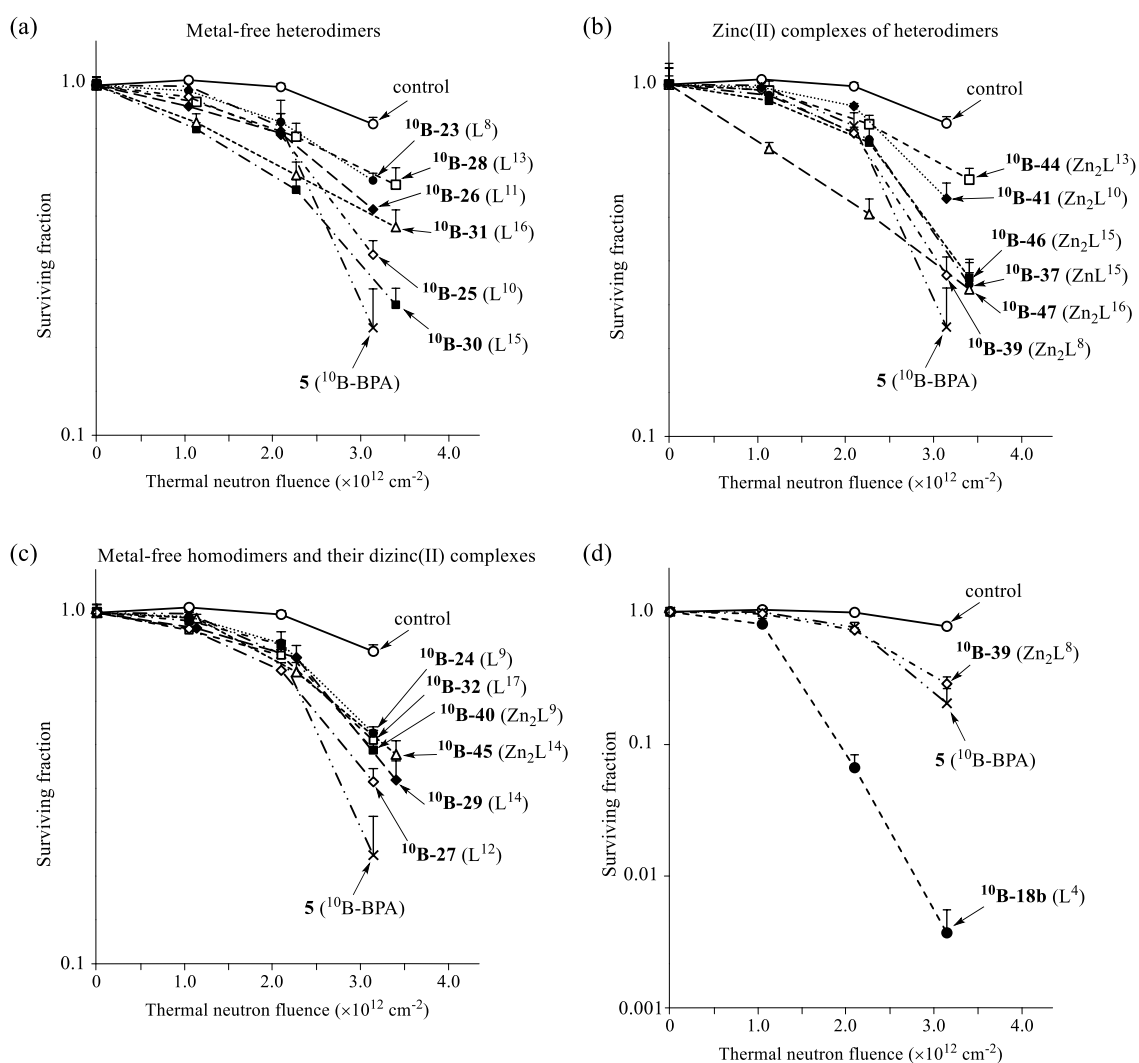 (a)
Metal-free heterodimers
1.0
control
¹⁰B-23 (L⁸)
¹⁰B-28 (L¹³)
¹⁰B-26 (L¹¹)
¹⁰B-31 (L¹⁶)
¹⁰B-25 (L¹⁰)
¹⁰B-30 (L¹⁵)
5 (¹⁰B-BPA)
Surviving fraction
0.1
0 1.0 2.0 3.0 4.0
Thermal neutron fluence (×10¹² cm⁻²)
(b)
Zinc(II) complexes of heterodimers
1.0
control
¹⁰B-44 (Zn₂L¹³)
¹⁰B-41 (Zn₂L¹⁰)
¹⁰B-46 (Zn₂L¹⁵)
¹⁰B-37 (ZnL¹⁵)
¹⁰B-47 (Zn₂L¹⁶)
¹⁰B-39 (Zn₂L⁸)
5 (¹⁰B-BPA)
Surviving fraction
0.1
0 1.0 2.0 3.0 4.0
Thermal neutron fluence (×10¹² cm⁻²)
(c)
Metal-free homodimers and their dizinc(II) complexes
1.0
control
¹⁰B-24 (L⁹)
¹⁰B-32 (L¹⁷)
¹⁰B-40 (Zn₂L⁹)
¹⁰B-45 (Zn₂L¹⁴)
¹⁰B-29 (L¹⁴)
¹⁰B-27 (L¹²)
5 (¹⁰B-BPA)
Surviving fraction
0.1
0 1.0 2.0 3.0 4.0
Thermal neutron fluence (×10¹² cm⁻²)
(d)
control
1.0
¹⁰B-39 (Zn₂L⁸)
0.1
5 (¹⁰B-BPA)
Surviving fraction
0.01
¹⁰B-18b (L⁴)
0.001
0 1.0 2.0 3.0 4.0
Thermal neutron fluence (×10¹² cm⁻²)